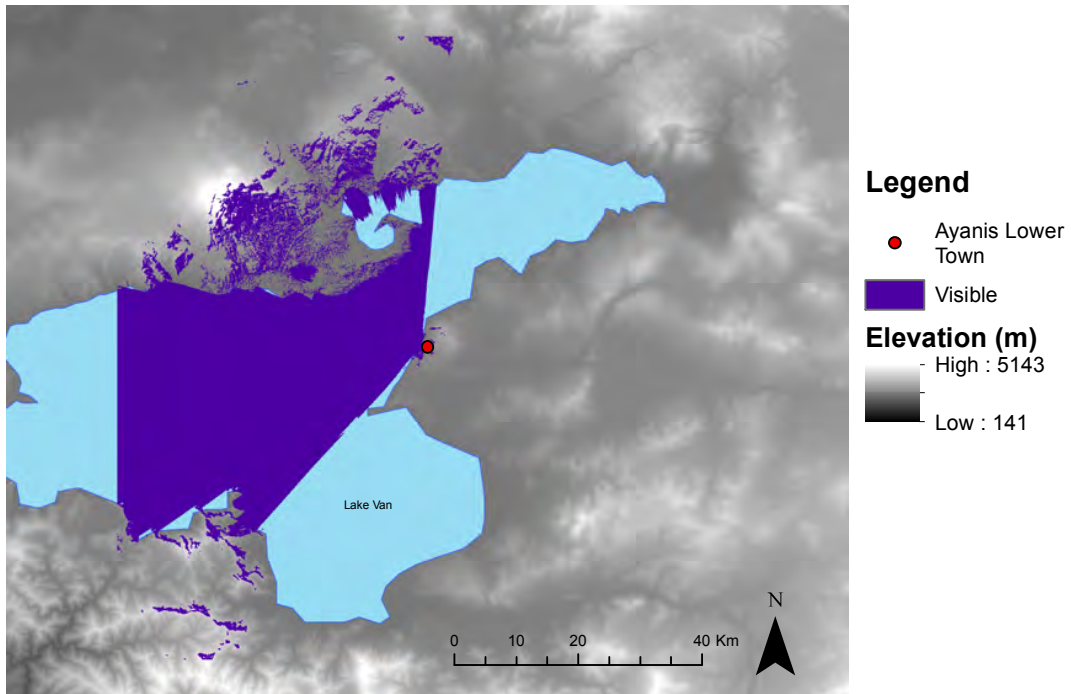 Legend
Ayanis Lower
Town
Visible
Elevation (m)
High : 5143
Low : 141
Lake Van
N
0 10 20 40 Km